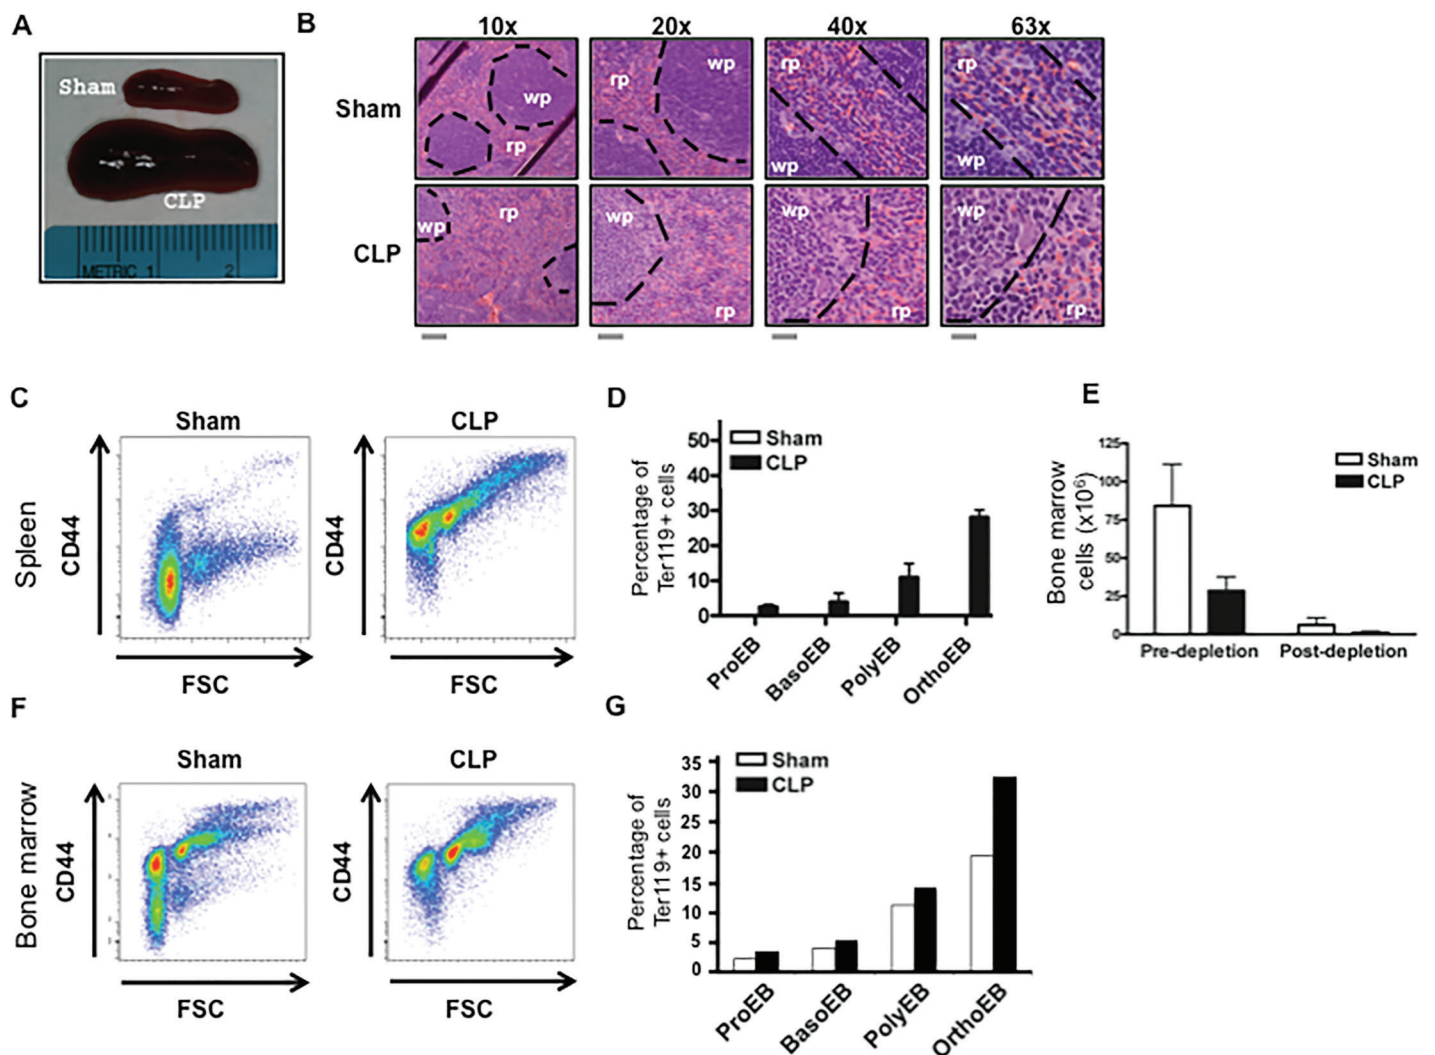 A
Sham
CLP
METRIC 1 2
B
10x 20x 40x 63x
Sham
wp rp
rp wp
rp wp
rp wp
CLP
wp rp
wp rp
wp rp
wp rp
C
Spleen
Sham
CD44
FSC
CLP
CD44
FSC
D
Percentage of
Ter119+ cells
50
40
30
20
10
0
Sham
CLP
ProEB BasoEB PolyEB OrthoEB
E
Bone marrow
cells (x10⁶)
125
100
75
50
25
0
Sham
CLP
Pre-depletion Post-depletion
F
Bone marrow
Sham
CD44
FSC
CLP
CD44
FSC
G
Percentage of
Ter119+ cells
35
30
25
20
15
10
5
0
Sham
CLP
ProEB BasoEB PolyEB OrthoEB